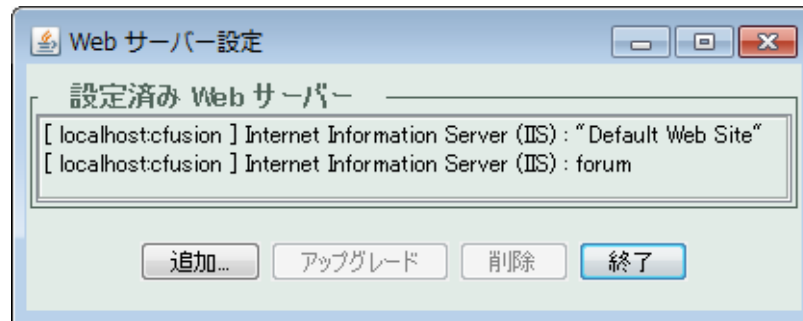 Web サーバー設定
設定済み Web サーバー
[ localhost:cfusion ] Internet Information Server (IIS) : "Default Web Site"
[ localhost:cfusion ] Internet Information Server (IIS) : forum
追加... アップグレード 削除 終了